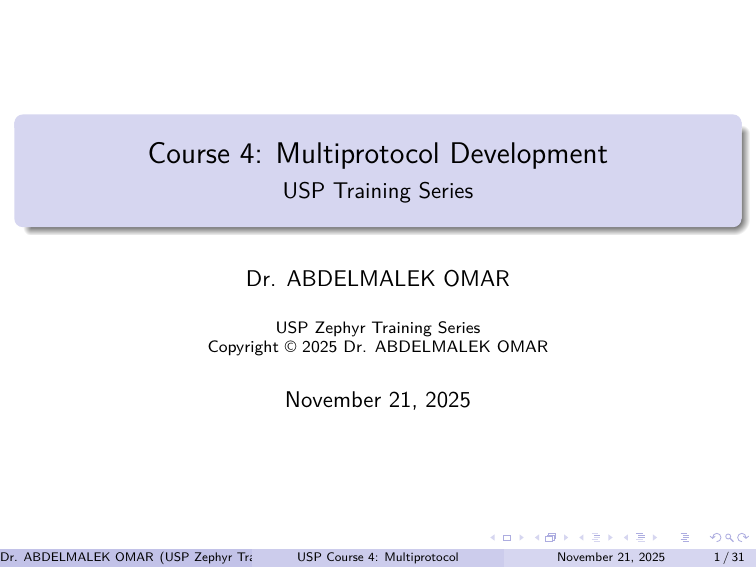 Course 4: Multiprotocol Development
USP Training Series
Dr. ABDELMALEK OMAR
USP Zephyr Training Series
Copyright © 2025 Dr. ABDELMALEK OMAR
November 21, 2025
Dr. ABDELMALEK OMAR (USP Zephyr Tra
USP Course 4: Multiprotocol
November 21, 2025
1 / 31